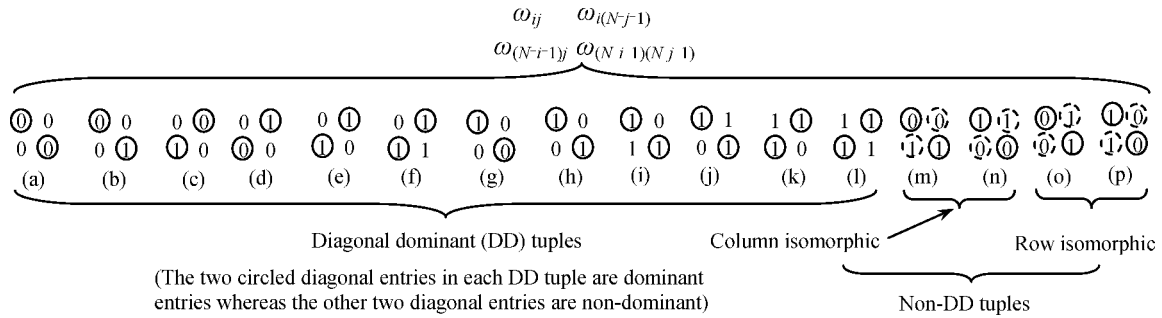 ω_{ij} ω_{i(N-j-1)}
ω_{(N-i-1)j} ω_{(N i 1)(N j 1)}
0 0 0 0 0 0 0 1 0 1 0 1 1 0 1 0 1 0 1 1 1 1 1 1 0 0 1 1 0 1 1 0
0 0 0 1 1 0 0 0 1 0 1 1 0 0 0 1 1 1 0 1 1 0 1 1 1 1 0 0 0 1 1 0
(a) (b) (c) (d) (e) (f) (g) (h) (i) (j) (k) (l) (m) (n) (o) (p)
Diagonal dominant (DD) tuples Column isomorphic Row isomorphic
(The two circled diagonal entries in each DD tuple are dominant
entries whereas the other two diagonal entries are non-dominant) Non-DD tuples